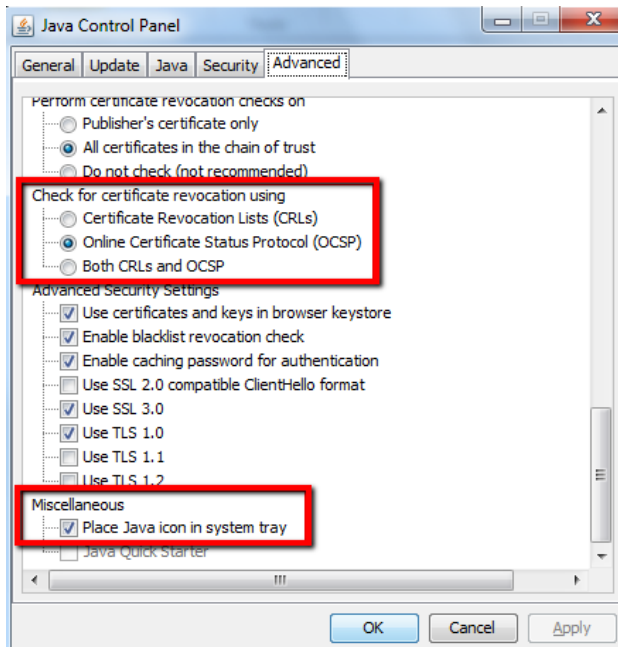 Java Control Panel
General Update Java Security Advanced
Perform certificate revocation checks on
Publisher's certificate only
All certificates in the chain of trust
Do not check (not recommended)
Check for certificate revocation using
Certificate Revocation Lists (CRLs)
Online Certificate Status Protocol (OCSP)
Both CRLs and OCSP
Advanced Security Settings
Use certificates and keys in browser keystore
Enable blacklist revocation check
Enable caching password for authentication
Use SSL 2.0 compatible ClientHello format
Use SSL 3.0
Use TLS 1.0
Use TLS 1.1
Use TLS 1.2
Miscellaneous
Place Java icon in system tray
Java Quick Starter
OK Cancel Apply